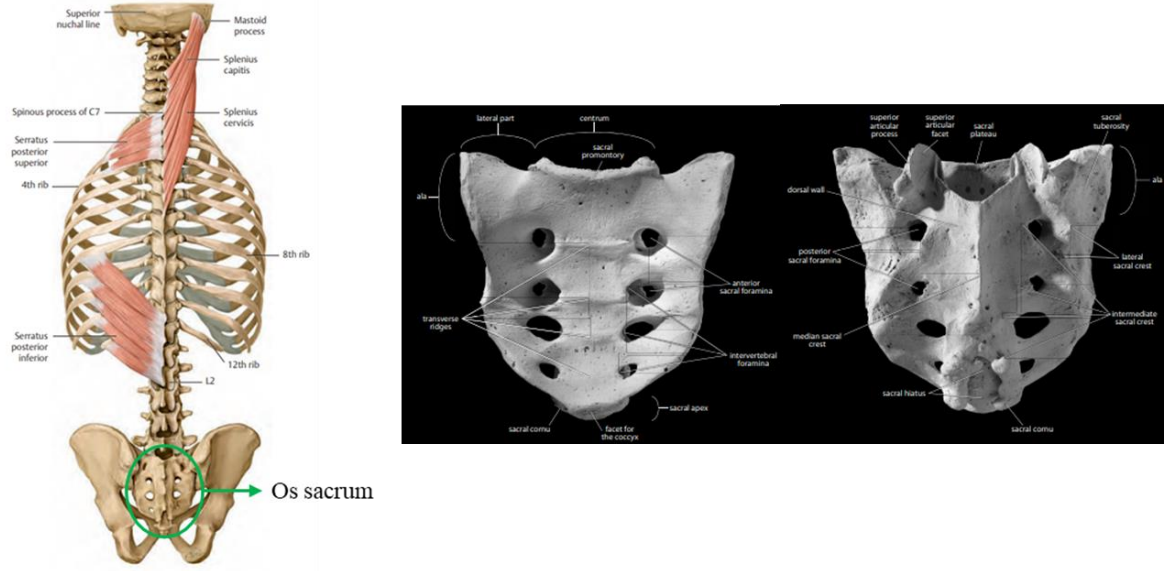 Superior
nuchal line
Mastoid
process
Splenius
capitis
Spinous process of C7
Splenius
cervicis
Serratus
posterior
superior
4th rib
8th rib
Serratus
posterior
inferior
12th rib
L2
Os sacrum
lateral part
centrum
sacral
promontory
ala
anterior
sacral foramina
transverse
ridges
intervertebral
foramina
sacral apex
sacral cornu
facet for
the coccyx
superior
articular
process
superior
articular
facet
sacral
plateau
sacral
tuberosity
ala
dorsal wall
posterior
sacral foramina
lateral
sacral crest
intermediate
sacral crest
median sacral
crest
sacral hiatus
sacral cornu